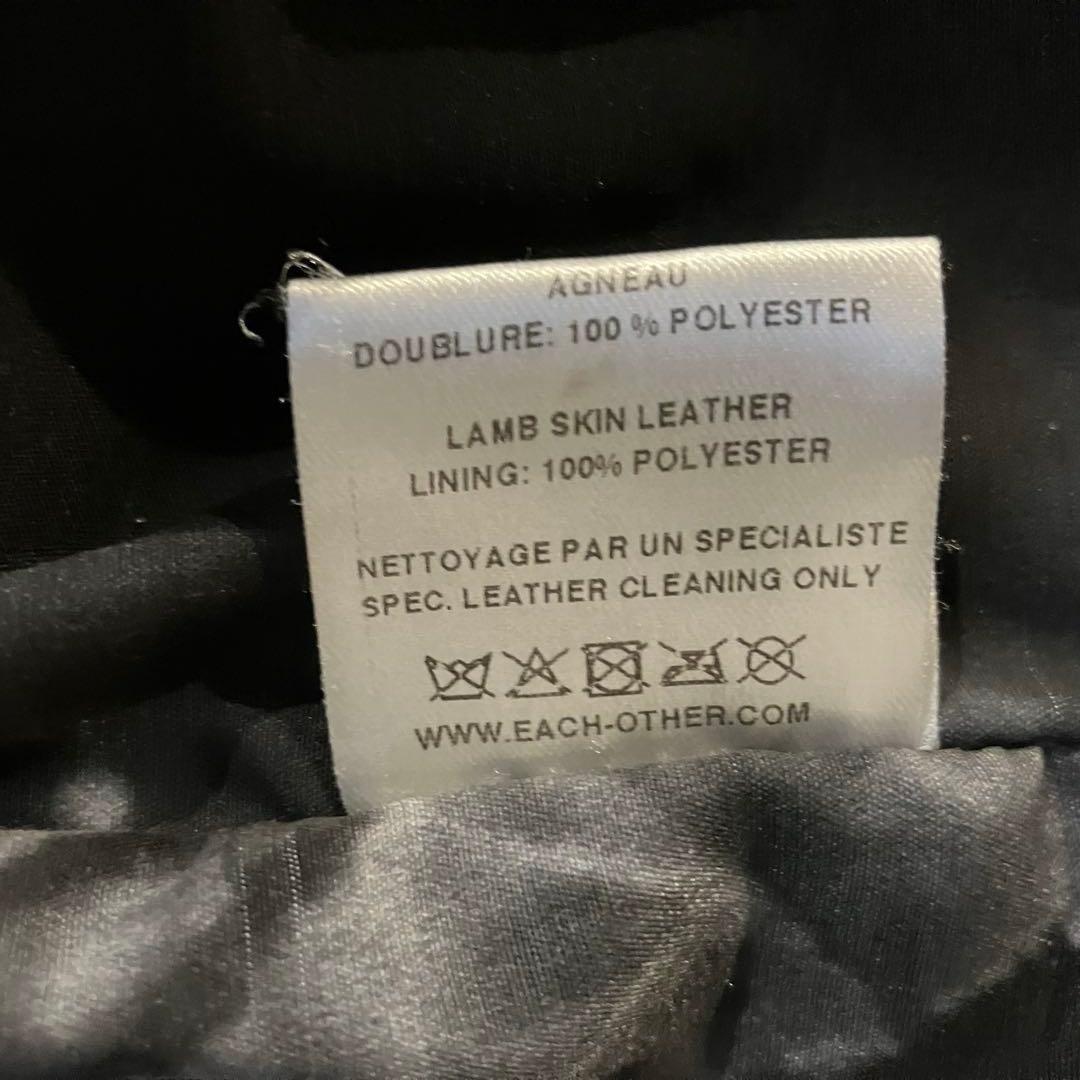 AGNEAU
DOUBLURE: 100 % POLYESTER
LAMB SKIN LEATHER
LINING: 100% POLYESTER
NETTOYAGE PAR UN SPECIALISTE
SPEC. LEATHER CLEANING ONLY
WWW.EACH-OTHER.COM